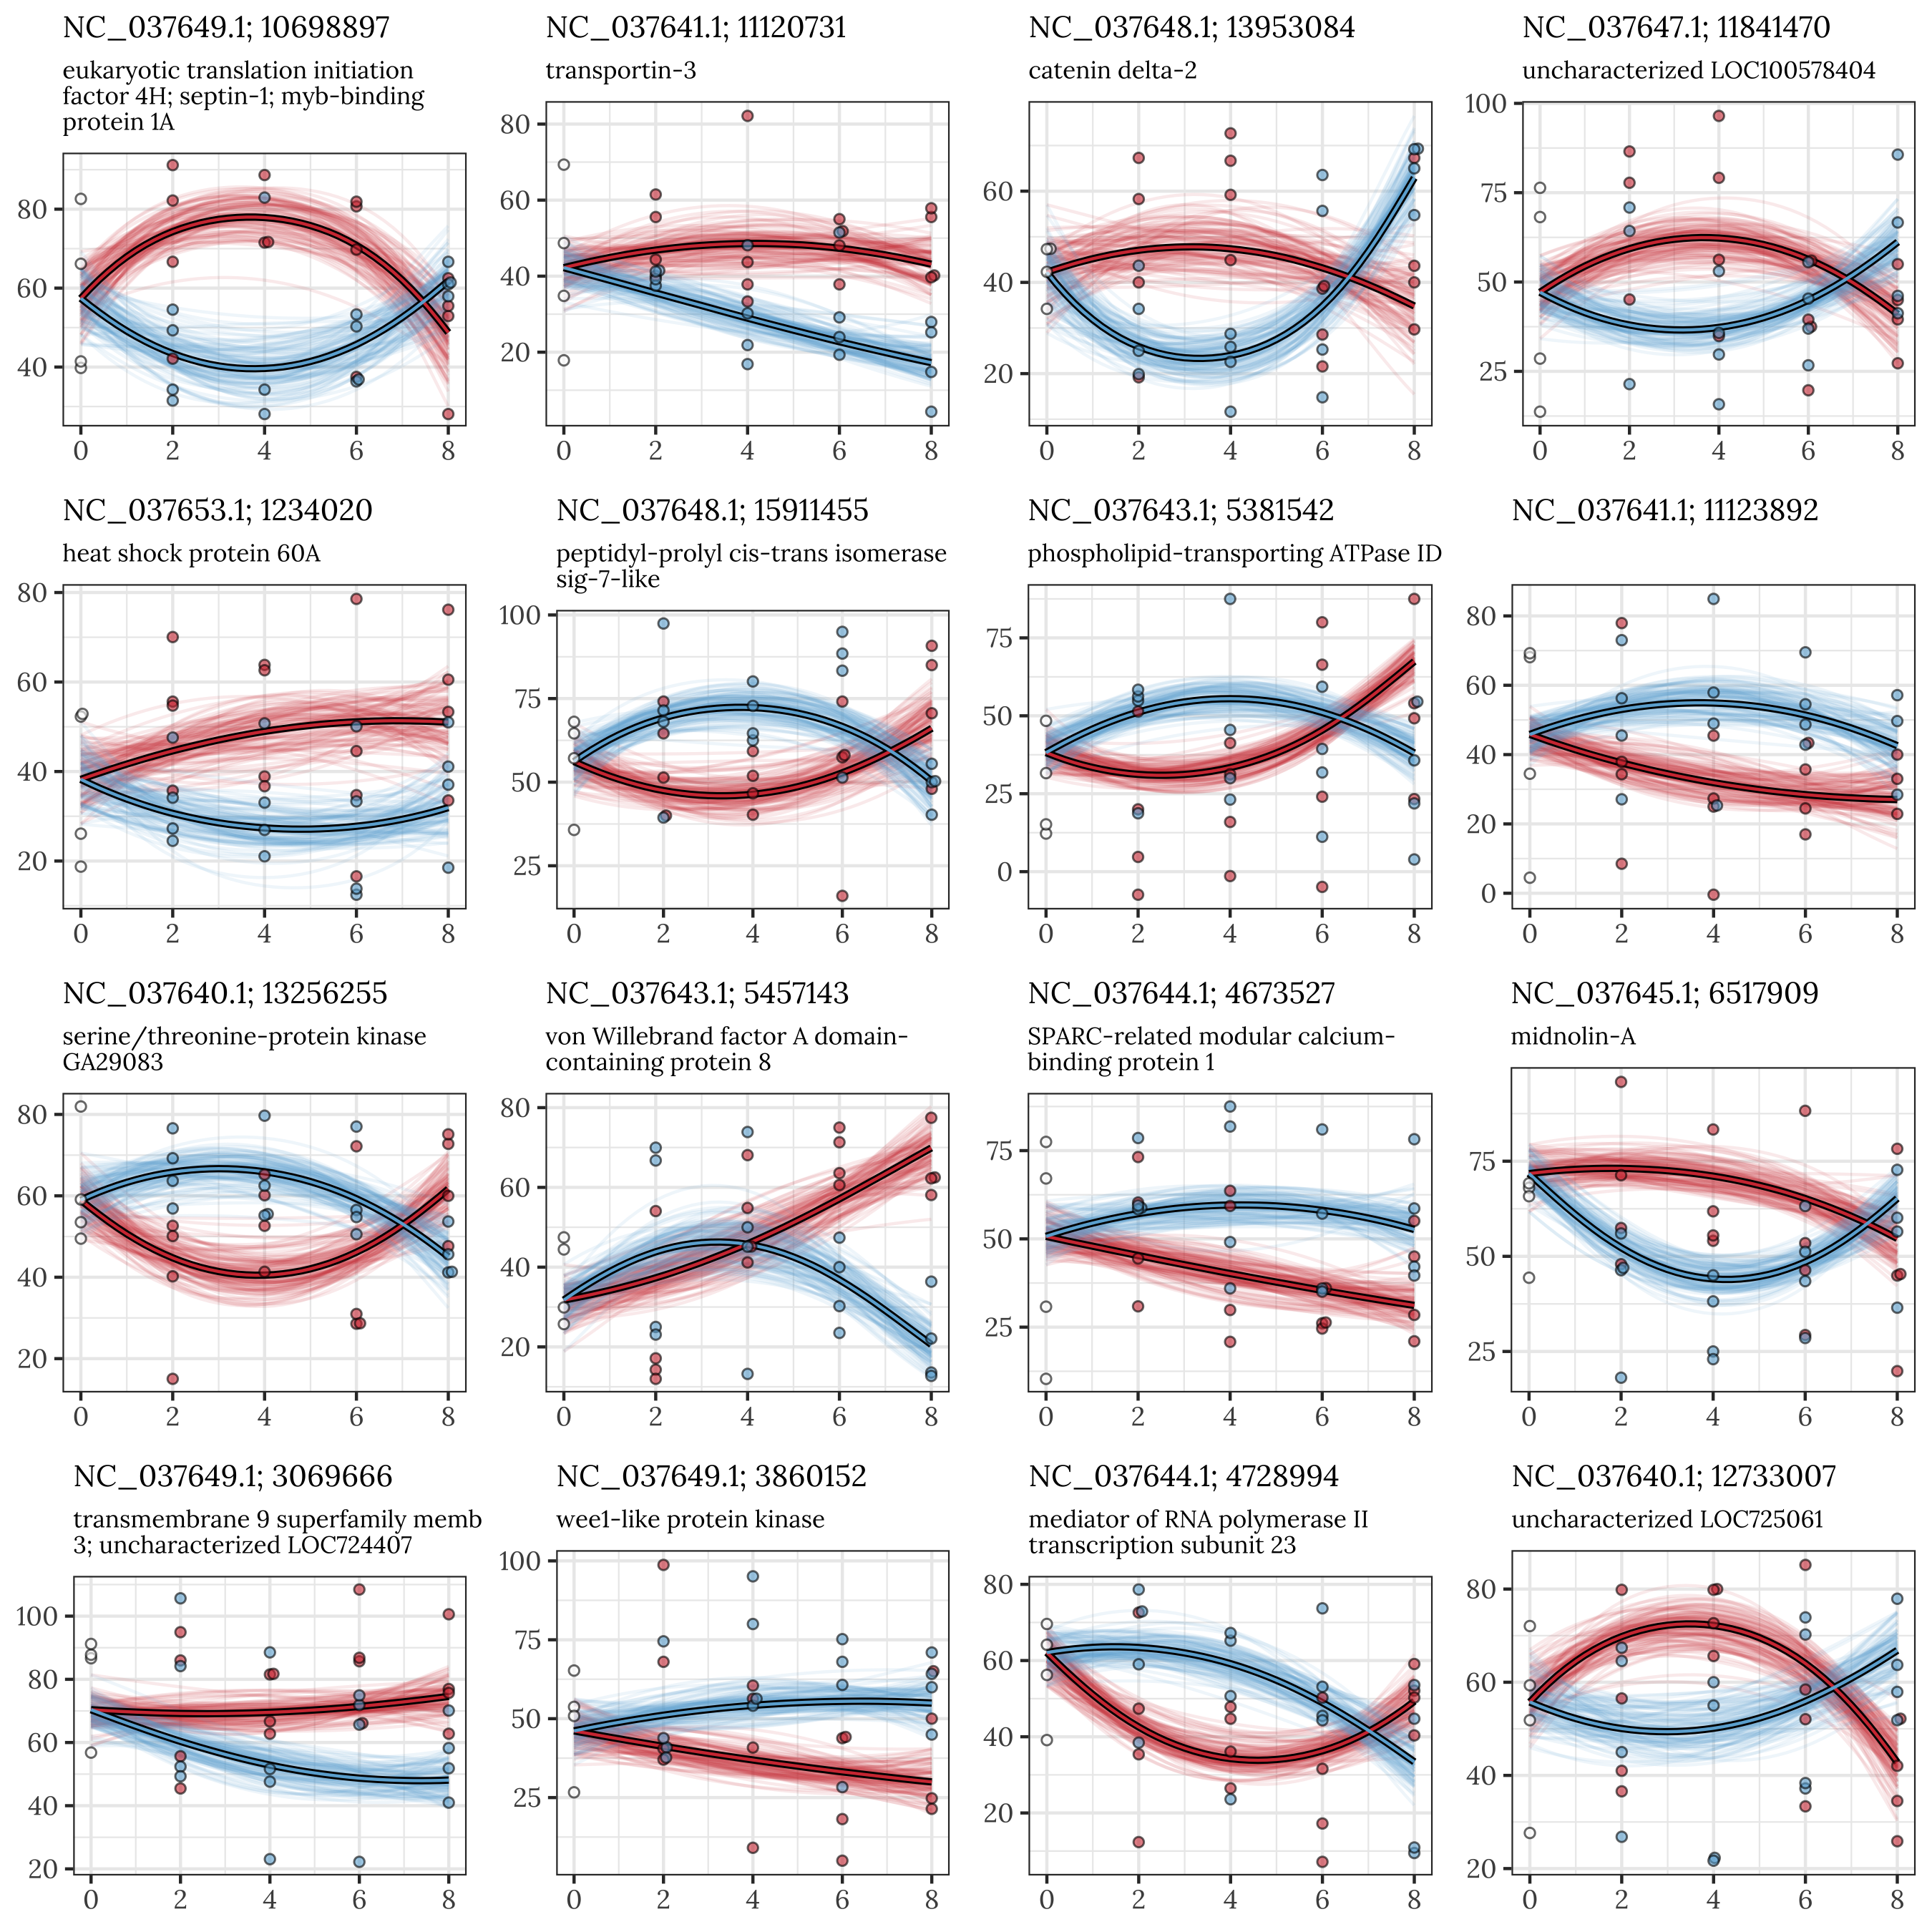 NC_037649.1; 10698897
eukaryotic translation initiation
factor 4H; septin-1; myb-binding
protein 1A
80
60
40
0 2 4 6 8
NC_037641.1; 11120731
transportin-3
80
60
40
20
0 2 4 6 8
NC_037648.1; 13953084
catenin delta-2
60
40
20
0 2 4 6 8
NC_037647.1; 11841470
uncharacterized LOC100578404
100
75
50
25
0 2 4 6 8
NC_037653.1; 1234020
heat shock protein 60A
80
60
40
20
0 2 4 6 8
NC_037648.1; 15911455
peptidyl-prolyl cis-trans isomerase
sig-7-like
100
75
50
25
0 2 4 6 8
NC_037643.1; 5381542
phospholipid-transporting ATPase ID
75
50
25
0
0 2 4 6 8
NC_037641.1; 11123892
80
60
40
20
0
0 2 4 6 8
NC_037640.1; 13256255
serine/threonine-protein kinase
GA29083
80
60
40
20
0 2 4 6 8
NC_037643.1; 5457143
von Willebrand factor A domain-
containing protein 8
80
60
40
20
0 2 4 6 8
NC_037644.1; 4673527
SPARC-related modular calcium-
binding protein 1
75
50
25
0 2 4 6 8
NC_037645.1; 6517909
midnolin-A
75
50
25
0 2 4 6 8
NC_037649.1; 3069666
transmembrane 9 superfamily memb
3; uncharacterized LOC724407
100
80
60
40
20
0 2 4 6 8
NC_037649.1; 3860152
wee1-like protein kinase
100
75
50
25
0 2 4 6 8
NC_037644.1; 4728994
mediator of RNA polymerase II
transcription subunit 23
80
60
40
20
0 2 4 6 8
NC_037640.1; 12733007
uncharacterized LOC725061
80
60
40
20
0 2 4 6 8